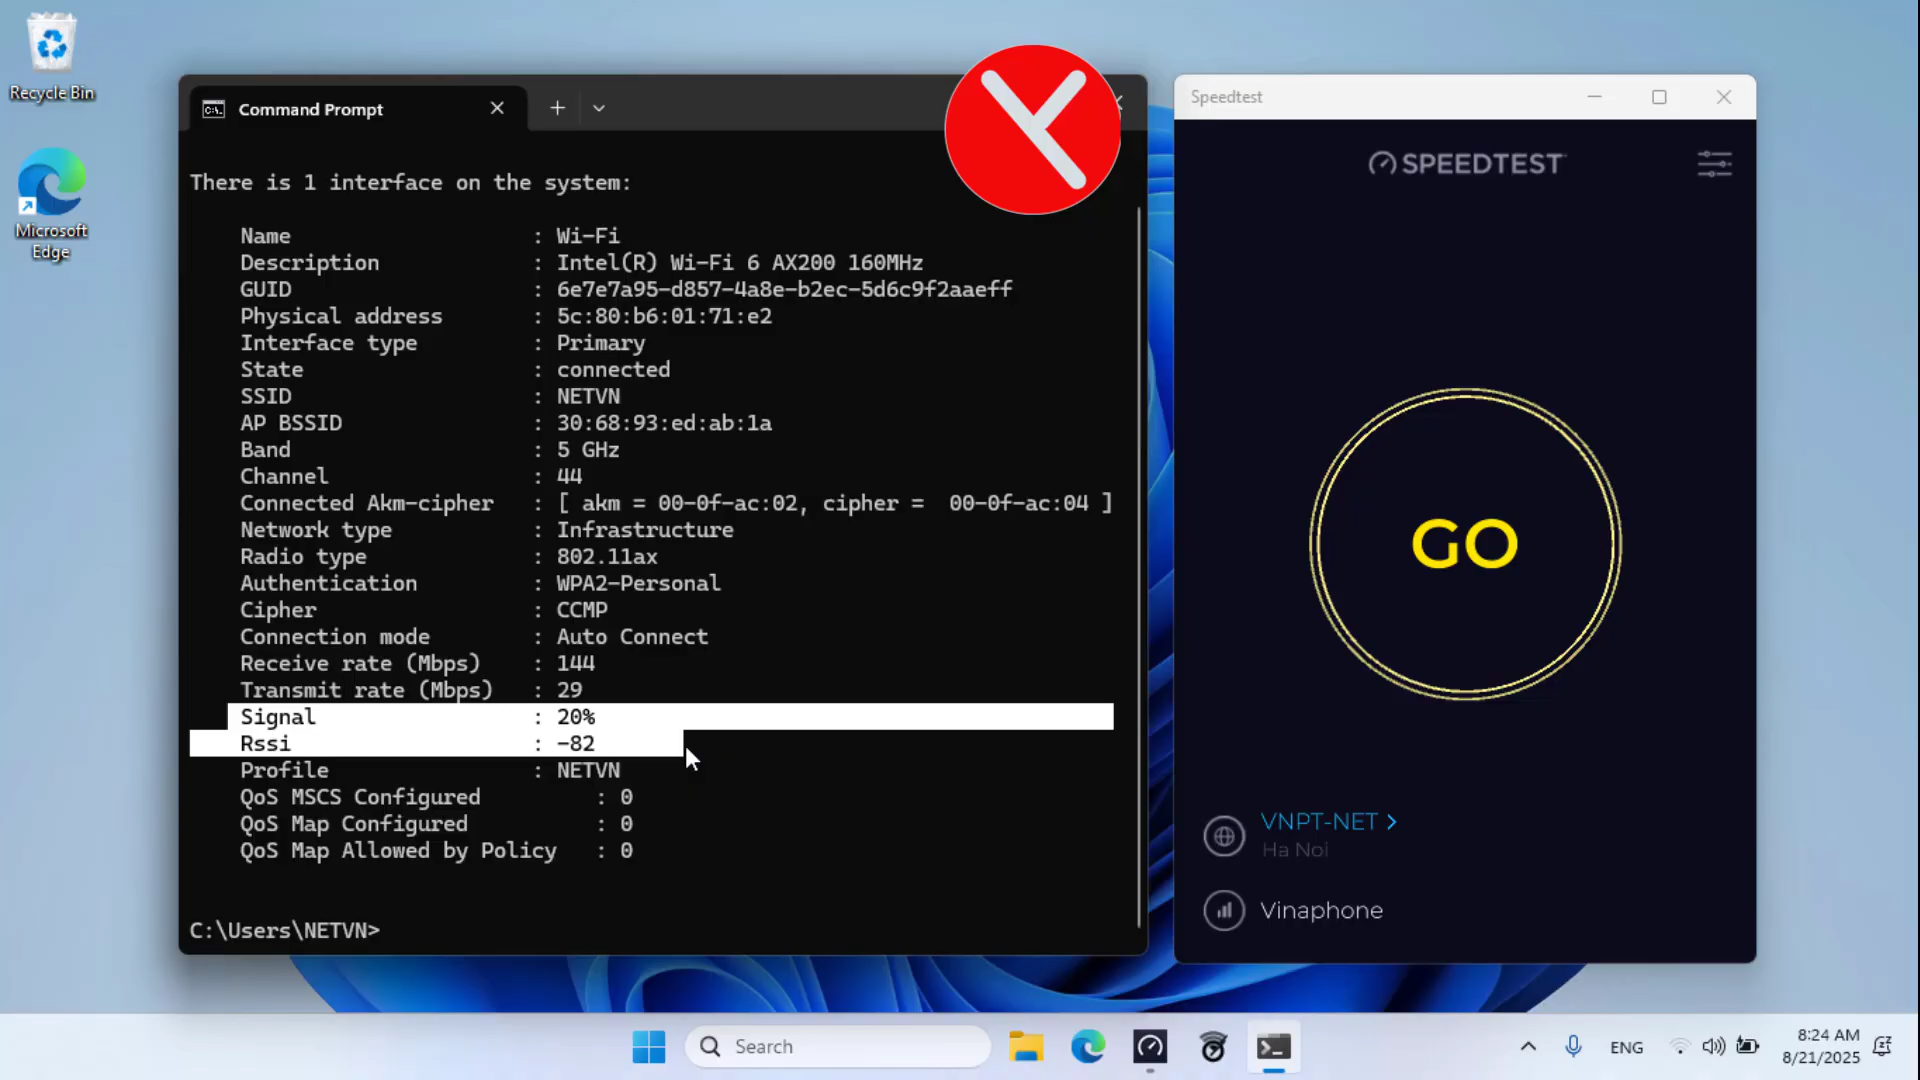 Recycle Bin
Microsoft
Edge
Command Prompt
There is 1 interface on the system:
Name : Wi-Fi
Description : Intel(R) Wi-Fi 6 AX200 160MHz
GUID : 6e7e7a95-d857-4a8e-b2ec-5d6c9f2aaeff
Physical address : 5c:80:b6:01:71:e2
Interface type : Primary
State : connected
SSID : NETVN
AP BSSID : 30:68:93:ed:ab:1a
Band : 5 GHz
Channel : 44
Connected Akm-cipher : [ akm = 00-0f-ac:02, cipher = 00-0f-ac:04 ]
Network type : Infrastructure
Radio type : 802.11ax
Authentication : WPA2-Personal
Cipher : CCMP
Connection mode : Auto Connect
Receive rate (Mbps) : 144
Transmit rate (Mbps) : 29
Signal : 20%
Rssi : -82
Profile : NETVN
QoS MSCS Configured : 0
QoS Map Configured : 0
QoS Map Allowed by Policy : 0
C:\Users\NETVN>
Speedtest
SPEEDTEST
GO
VNPT-NET
Ha Noi
Vinaphone
Search
ENG
8:24 AM
8/21/2025